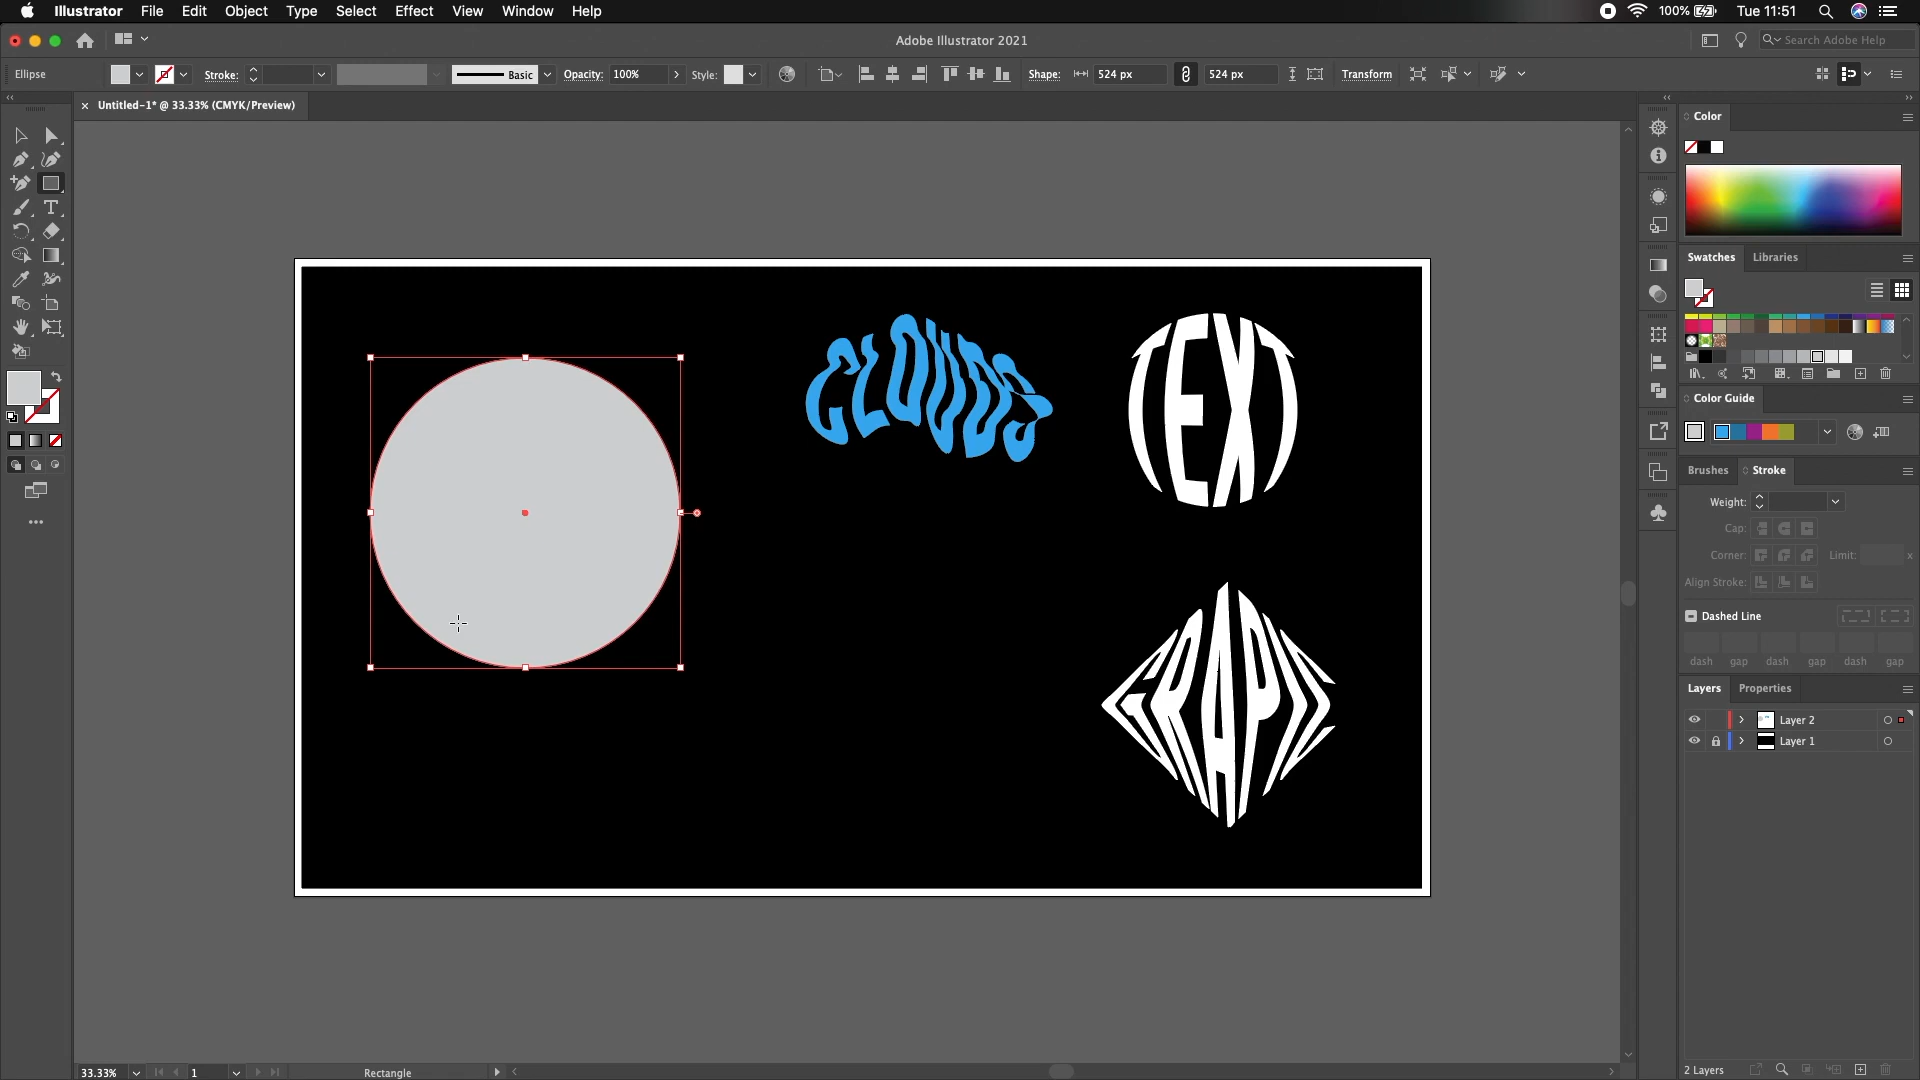 Illustrator File Edit Object Type Select Effect View Window Help 100% Tue 11:51
Adobe Illustrator 2021 Search Adobe Help
Ellipse Stroke: Basic Opacity: 100% Style: Shape: 524 px 524 px Transform
× Untitled-1* @ 33.33% (CMYK/Preview)
Color
CLOUDS
TEXT
Swatches Libraries
Color Guide
Brushes Stroke
Weight:
Cap:
Corner: Limit: x
Align Stroke:
Dashed Line
dash gap dash gap dash gap
Layers Properties
Layer 2
Layer 1
33.33% 1 Rectangle
2 Layers